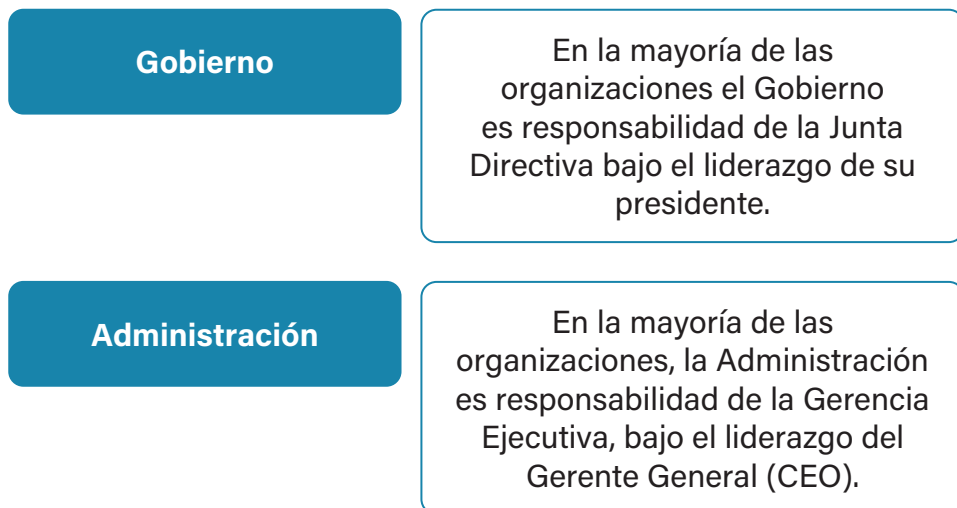 Gobierno
En la mayoría de las
organizaciones el Gobierno
es responsabilidad de la Junta
Directiva bajo el liderazgo de su
presidente.
Administración
En la mayoría de las
organizaciones, la Administración
es responsabilidad de la Gerencia
Ejecutiva, bajo el liderazgo del
Gerente General (CEO).